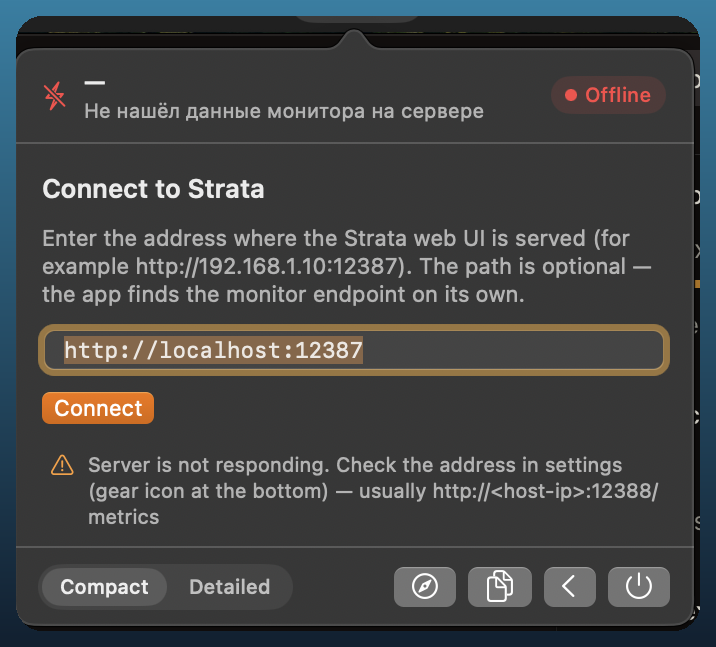 —
Не нашёл данные монитора на сервере
Offline
Connect to Strata
Enter the address where the Strata web UI is served (for
example http://192.168.1.10:12387). The path is optional —
the app finds the monitor endpoint on its own.
http://localhost:12387
Connect
Server is not responding. Check the address in settings
(gear icon at the bottom) — usually http://<host-ip>:12388/
metrics
Compact
Detailed